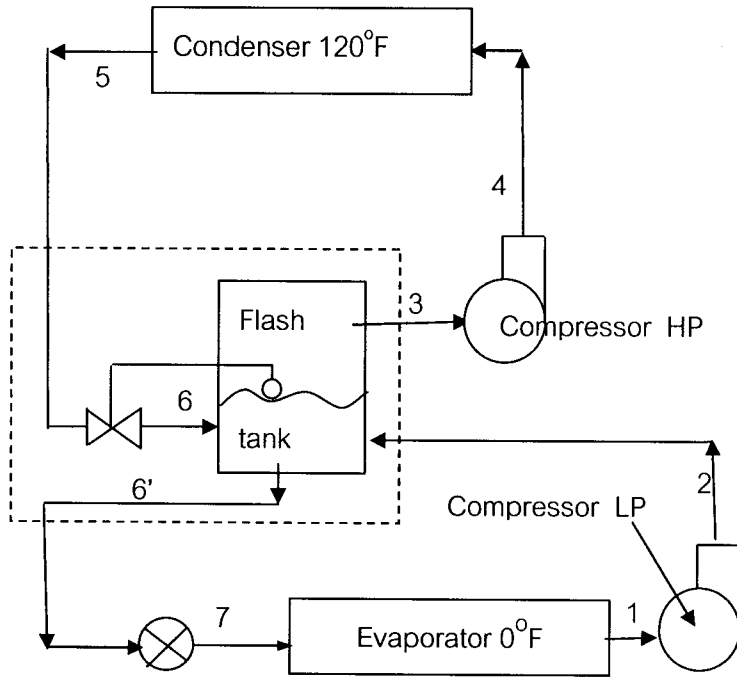 Condenser 120°F
5
4
Flash
3
Compressor HP
6
tank
6'
2
Compressor LP
7
1
Evaporator 0°F